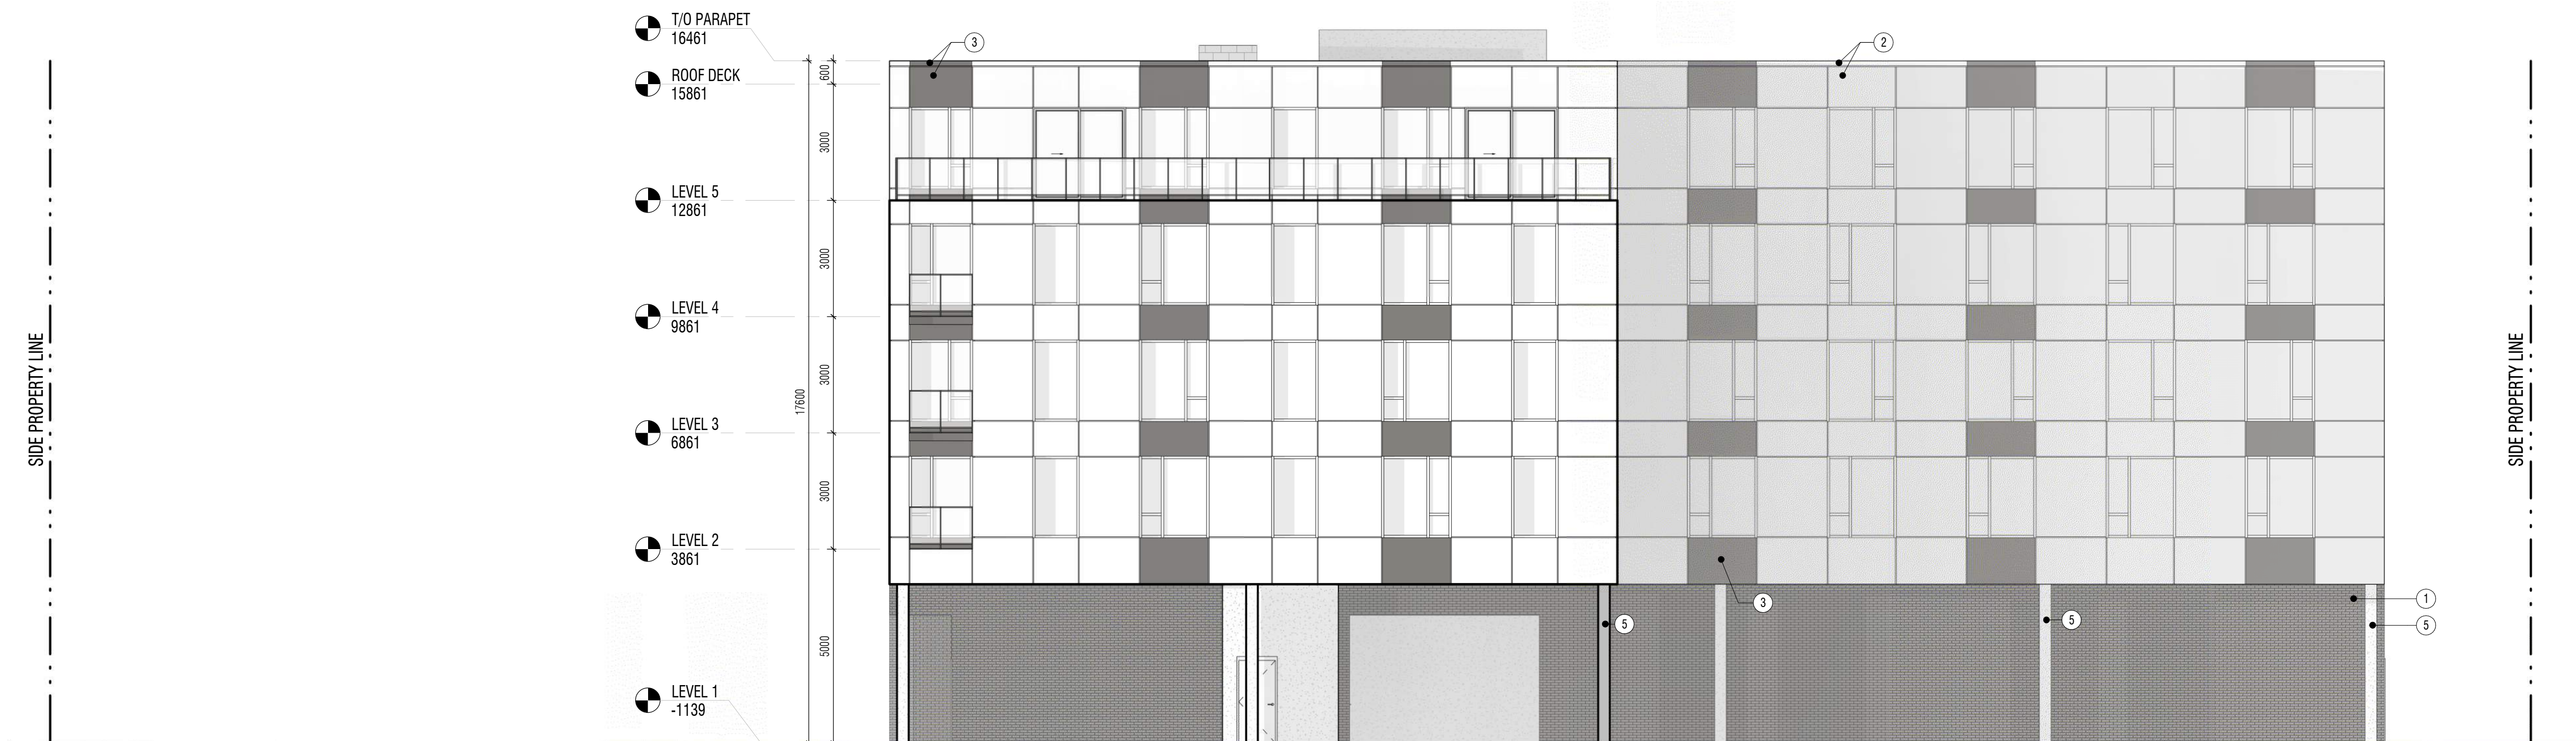 T/O PARAPET
16461
ROOF DECK
15861
LEVEL 5
12861
LEVEL 4
9861
LEVEL 3
6861
LEVEL 2
3861
LEVEL 1
-1139
SIDE PROPERTY LINE
17600
600
3000
3000
3000
3000
5000
3
2
3
5
5
1
5
SIDE PROPERTY LINE